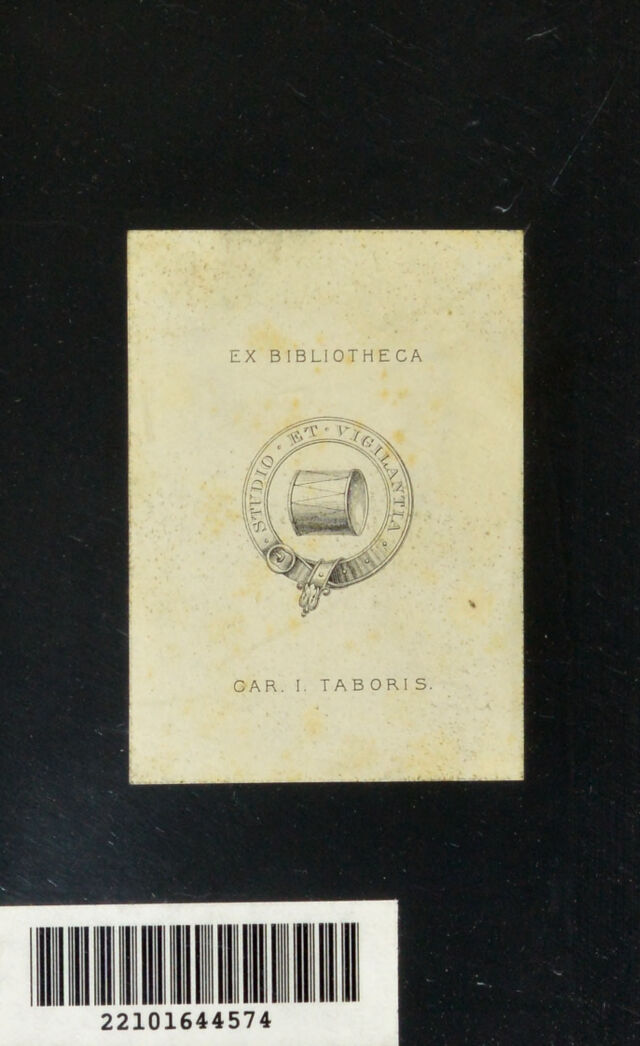 EX BIBLIOTHECA
· STUDIO · ET · VIGILANTIA ·
CAR. I. TABORIS.
22101644574